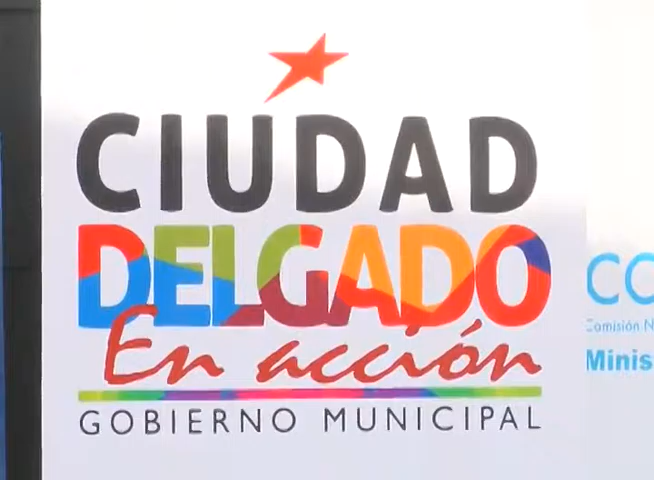 CIUDAD
DELGADO
En acción
GOBIERNO MUNICIPAL
CO
Comisión N
Minis